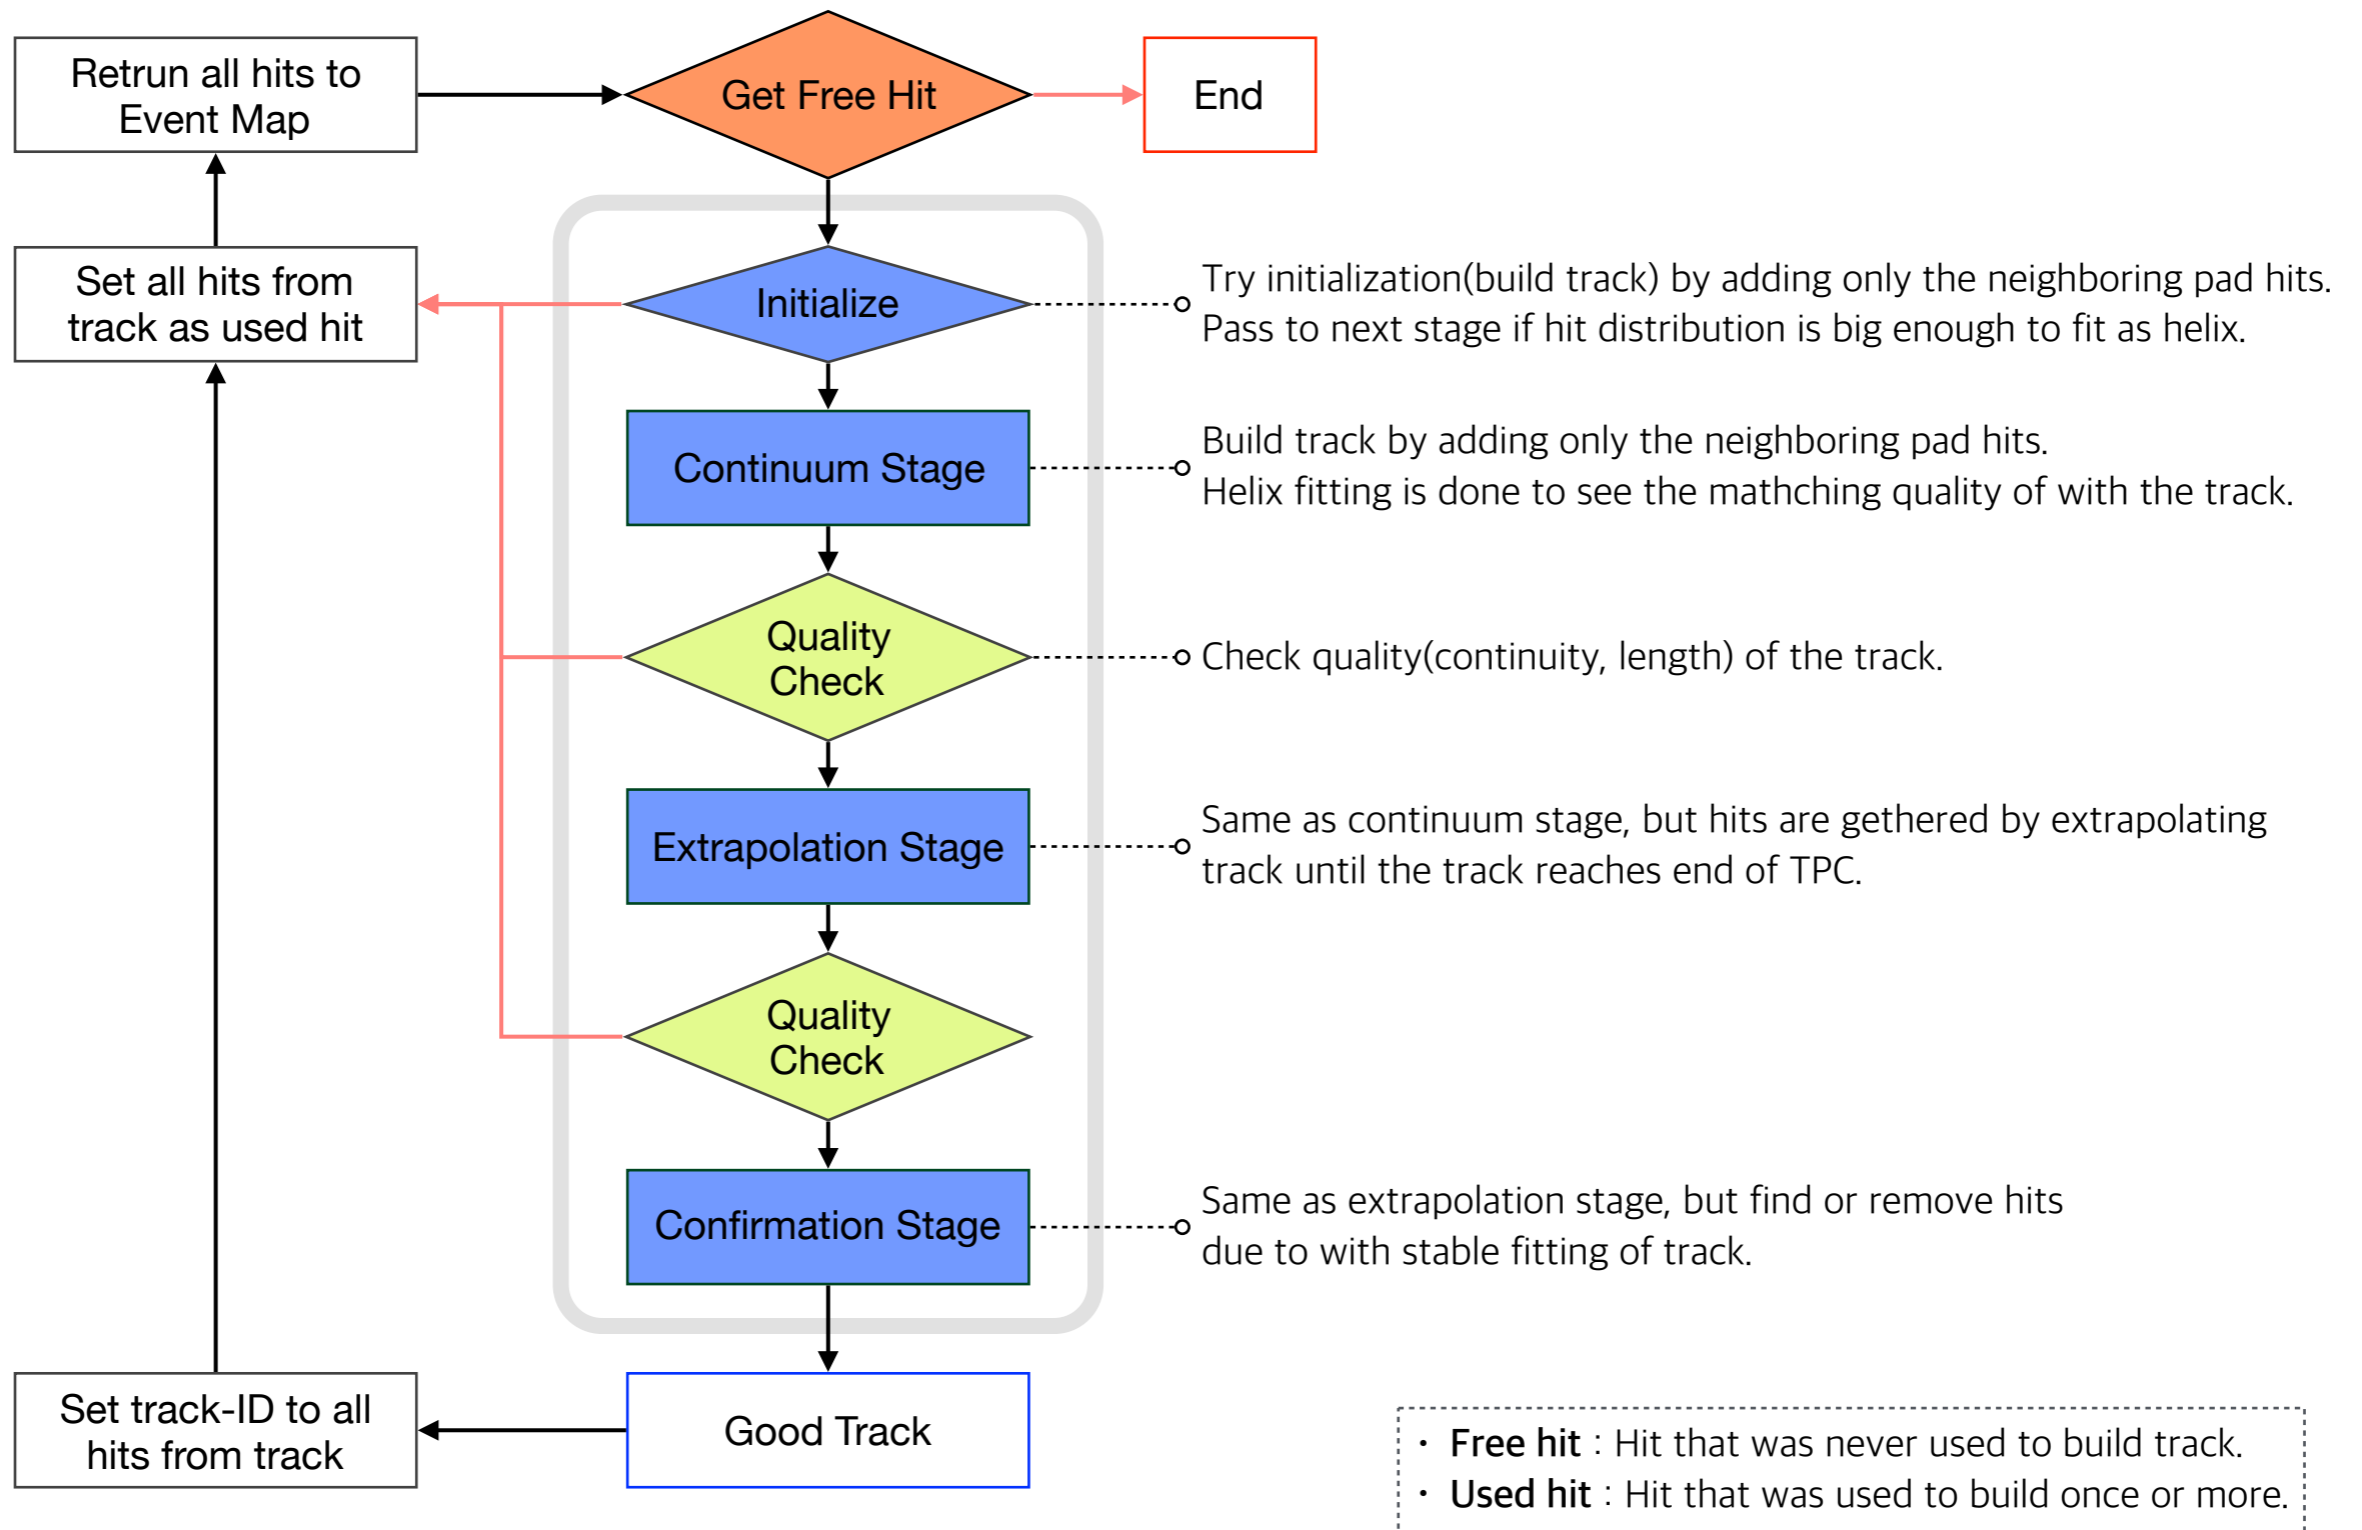 Retrun all hits to
Event Map
Get Free Hit
End
Set all hits from
track as used hit
Initialize
Try initialization(build track) by adding only the neighboring pad hits.
Pass to next stage if hit distribution is big enough to fit as helix.
Continuum Stage
Build track by adding only the neighboring pad hits.
Helix fitting is done to see the mathching quality of with the track.
Quality
Check
Check quality(continuity, length) of the track.
Extrapolation Stage
Same as continuum stage, but hits are gethered by extrapolating
track until the track reaches end of TPC.
Quality
Check
Confirmation Stage
Same as extrapolation stage, but find or remove hits
due to with stable fitting of track.
Set track-ID to all
hits from track
Good Track
· Free hit : Hit that was never used to build track.
· Used hit : Hit that was used to build once or more.